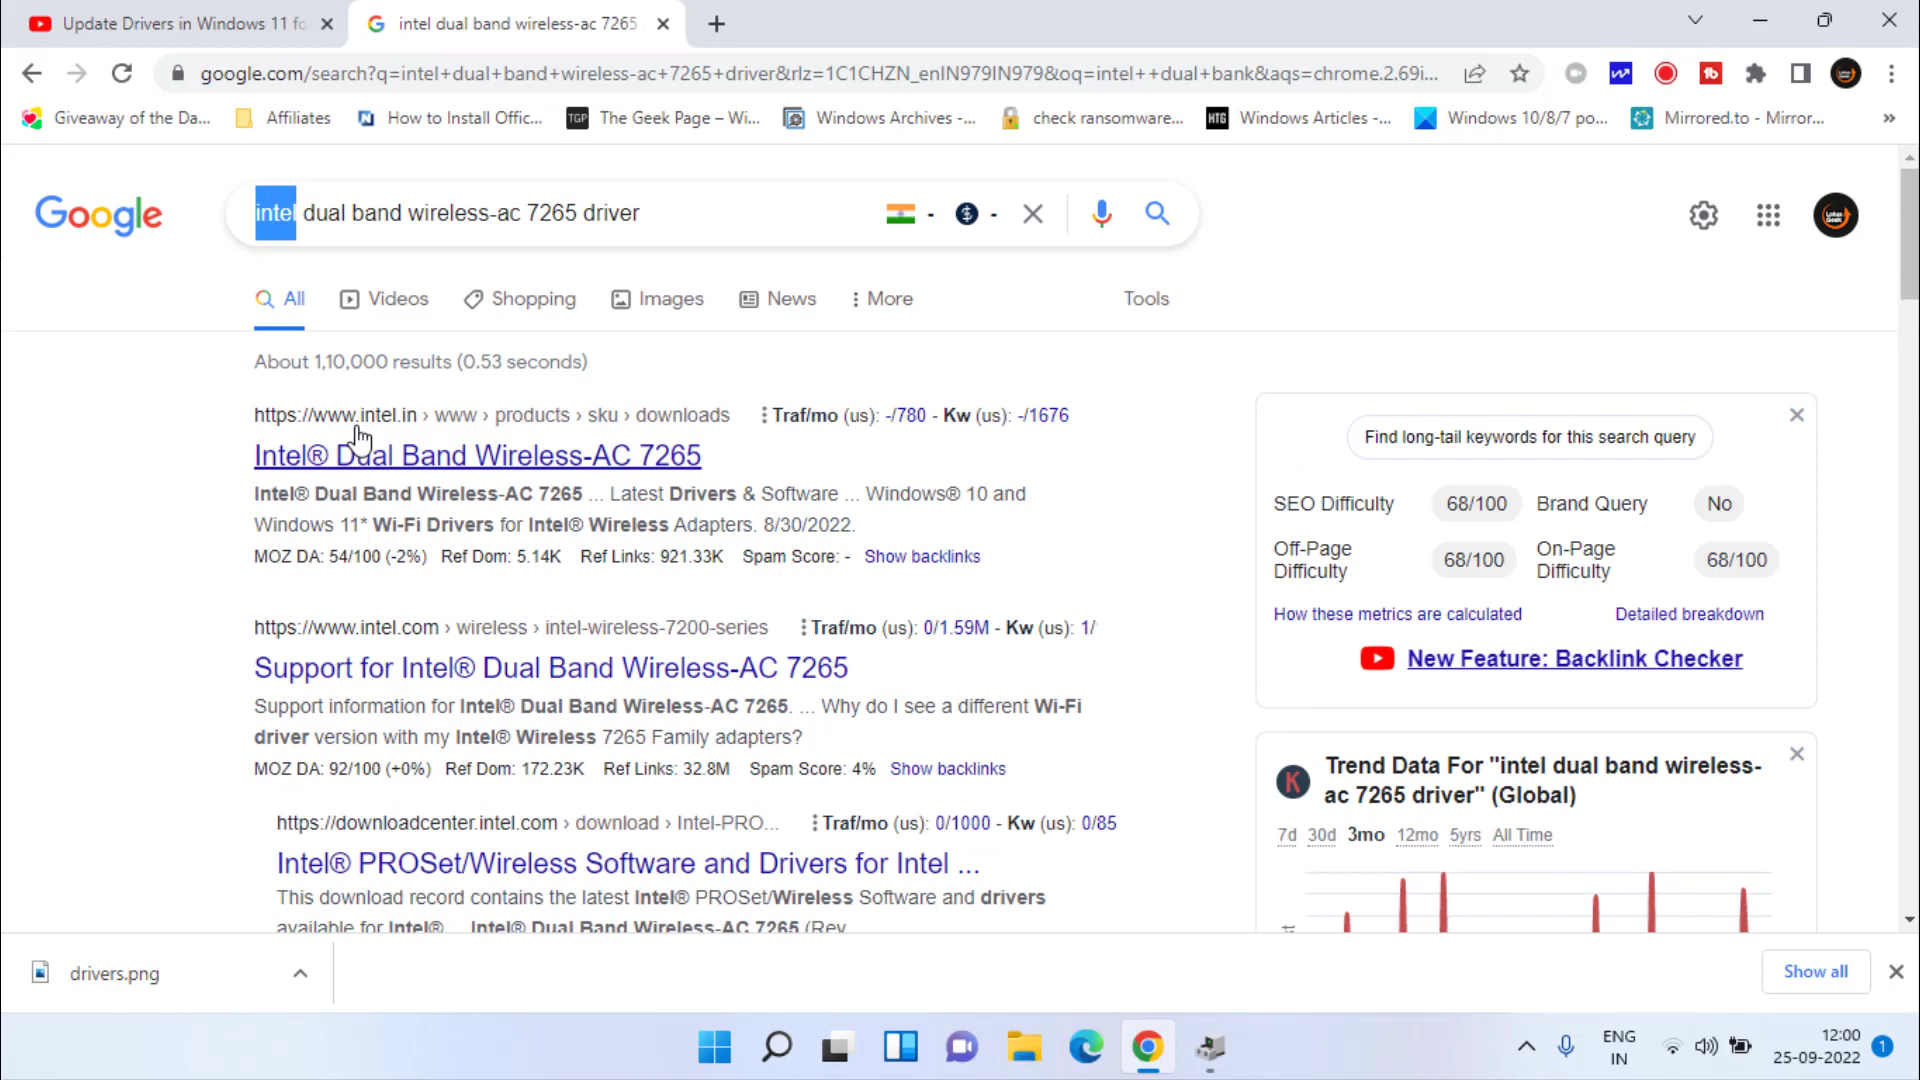 Update Drivers in Windows 11 fo
intel dual band wireless-ac 7265
google.com/search?q=intel+dual+band+wireless-ac+7265+driver&rlz=1C1CHZN_enIN979IN979&oq=intel++dual+bank&aqs=chrome.2.69i...
Giveaway of the Da...
Affiliates
How to Install Offic...
TGP The Geek Page – Wi...
Windows Archives -...
check ransomware...
HTG Windows Articles -...
Windows 10/8/7 po...
Mirrored.to - Mirror...
»
Google
intel dual band wireless-ac 7265 driver
- $ -
All
Videos
Shopping
Images
News
More
Tools
About 1,10,000 results (0.53 seconds)
https://www.intel.in › www › products › sku › downloads
Traf/mo (us): -/780 - Kw (us): -/1676
Intel® Dual Band Wireless-AC 7265
Intel® Dual Band Wireless-AC 7265 ... Latest Drivers & Software ... Windows® 10 and
Windows 11* Wi-Fi Drivers for Intel® Wireless Adapters. 8/30/2022.
MOZ DA: 54/100 (-2%) Ref Dom: 5.14K Ref Links: 921.33K Spam Score: - Show backlinks
https://www.intel.com › wireless › intel-wireless-7200-series
Traf/mo (us): 0/1.59M - Kw (us): 1/
Support for Intel® Dual Band Wireless-AC 7265
Support information for Intel® Dual Band Wireless-AC 7265. ... Why do I see a different Wi-Fi
driver version with my Intel® Wireless 7265 Family adapters?
MOZ DA: 92/100 (+0%) Ref Dom: 172.23K Ref Links: 32.8M Spam Score: 4% Show backlinks
https://downloadcenter.intel.com › download › Intel-PRO...
Traf/mo (us): 0/1000 - Kw (us): 0/85
Intel® PROSet/Wireless Software and Drivers for Intel ...
This download record contains the latest Intel® PROSet/Wireless Software and drivers
available for Intel® ... Intel® Dual Band Wireless-AC 7265 (Rev
Find long-tail keywords for this search query
SEO Difficulty 68/100 Brand Query No
Off-Page Difficulty 68/100 On-Page Difficulty 68/100
How these metrics are calculated
Detailed breakdown
New Feature: Backlink Checker
K
Trend Data For "intel dual band wireless-
ac 7265 driver" (Global)
7d 30d 3mo 12mo 5yrs All Time
drivers.png
Show all
ENG
IN
12:00
25-09-2022
1